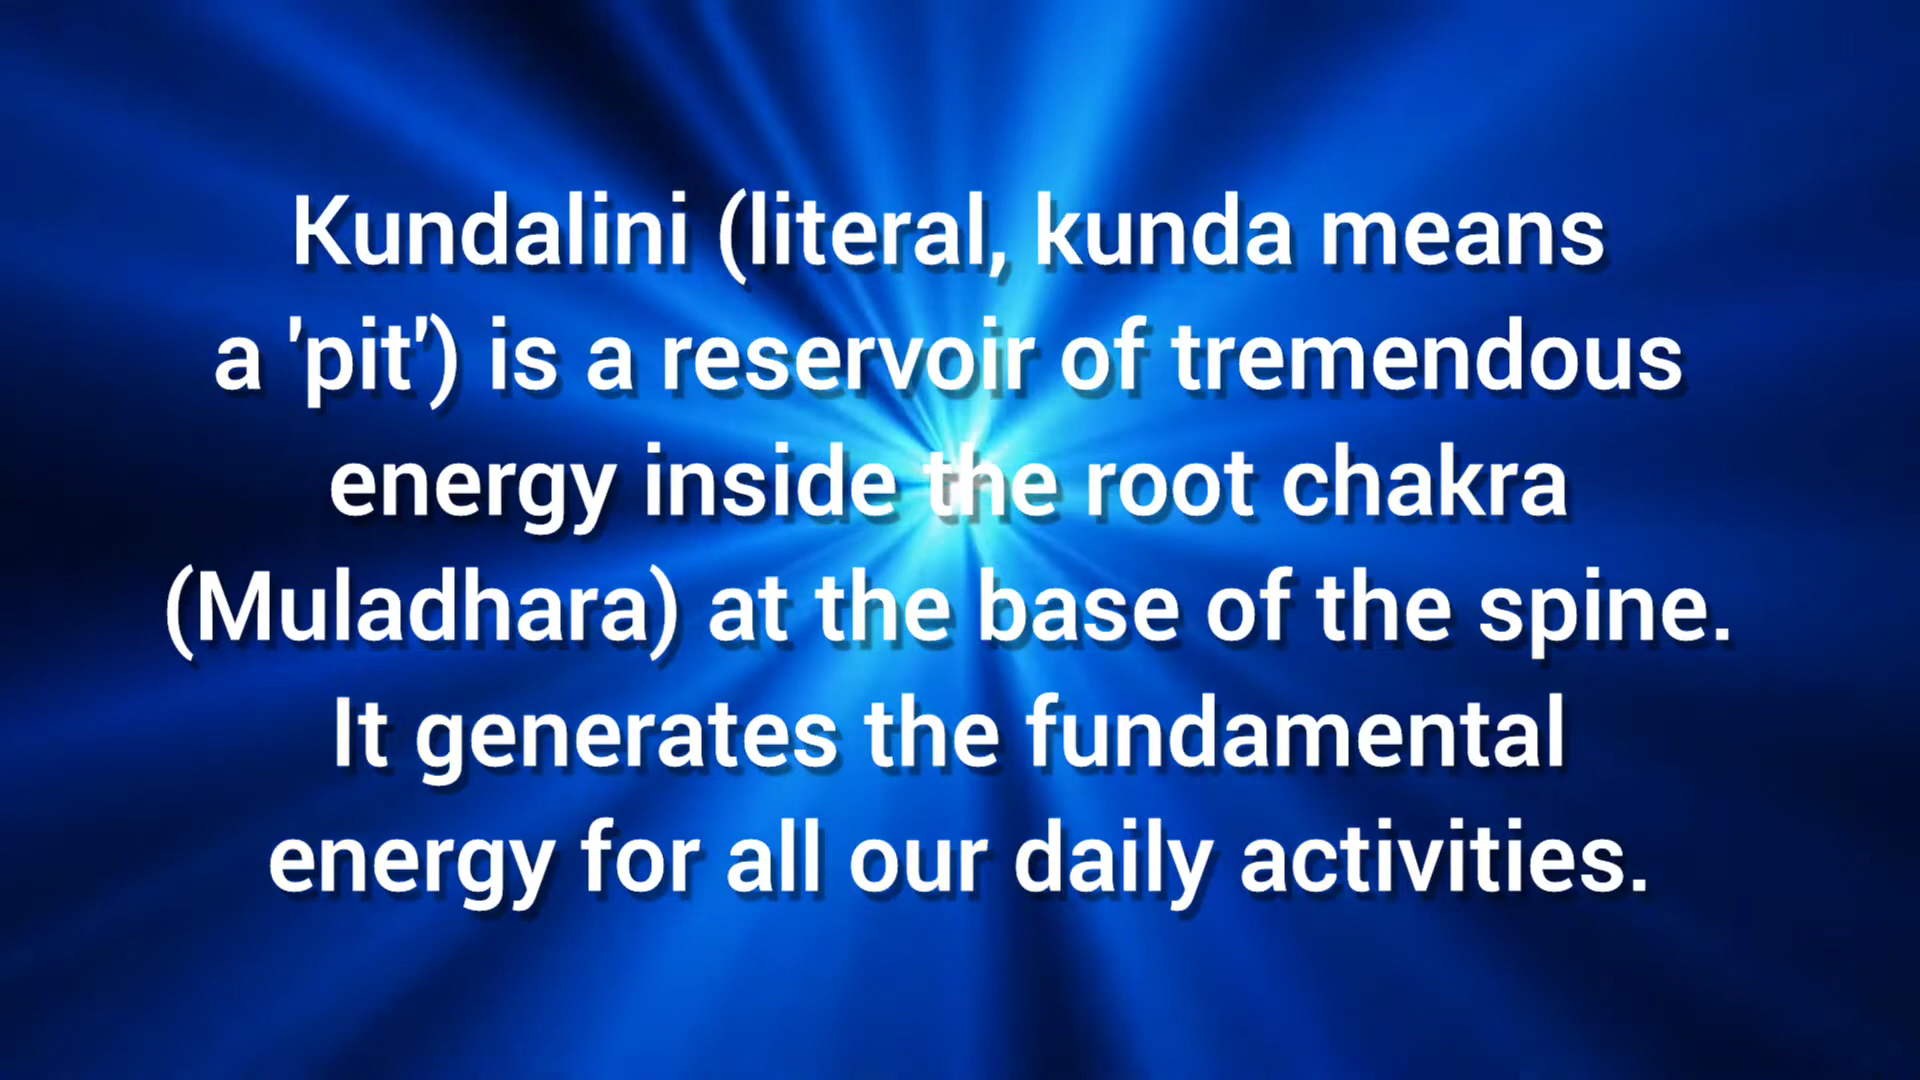 Kundalini (literal, kunda means
a 'pit') is a reservoir of tremendous
energy inside the root chakra
(Muladhara) at the base of the spine.
It generates the fundamental
energy for all our daily activities.